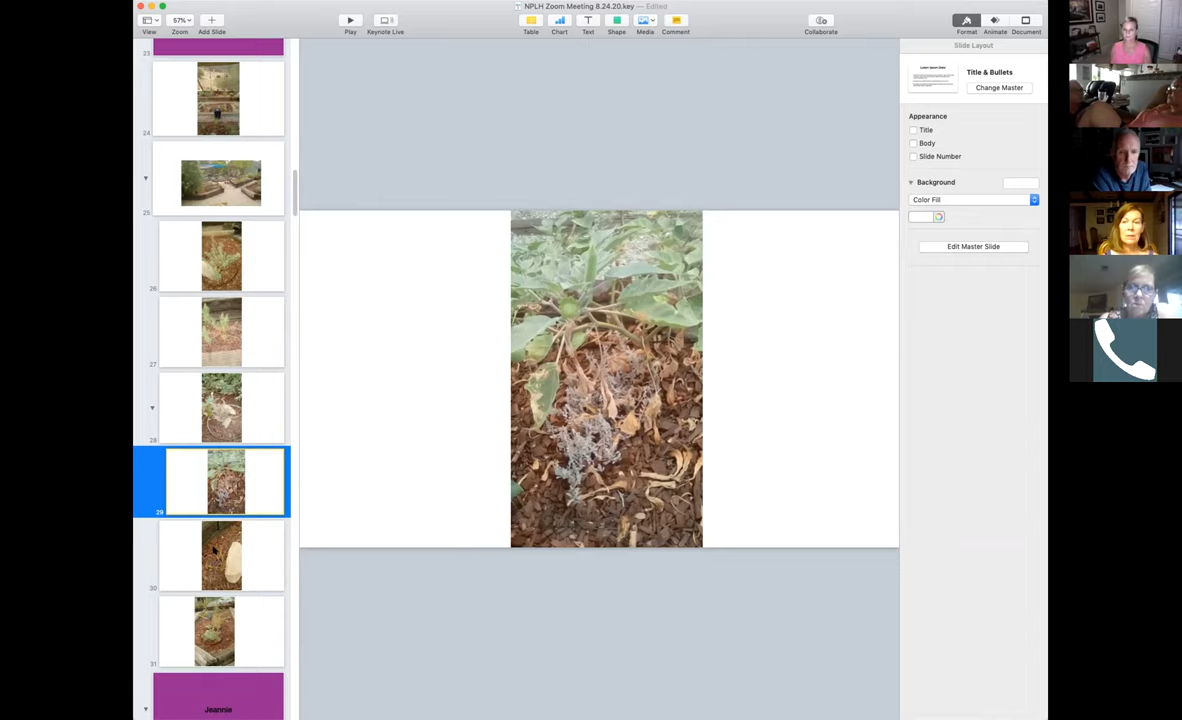 NPLH Zoom Meeting 8.24.20.key — Edited
57%
View
Zoom
Add Slide
Play
Keynote Live
Table
Chart
Text
Shape
Media
Comment
Collaborate
Format
Animate
Document
23
24
25
26
27
28
29
30
31
Jeannie
Slide Layout
Title & Bullets
Change Master
Appearance
Title
Body
Slide Number
Background
Color Fill
Edit Master Slide